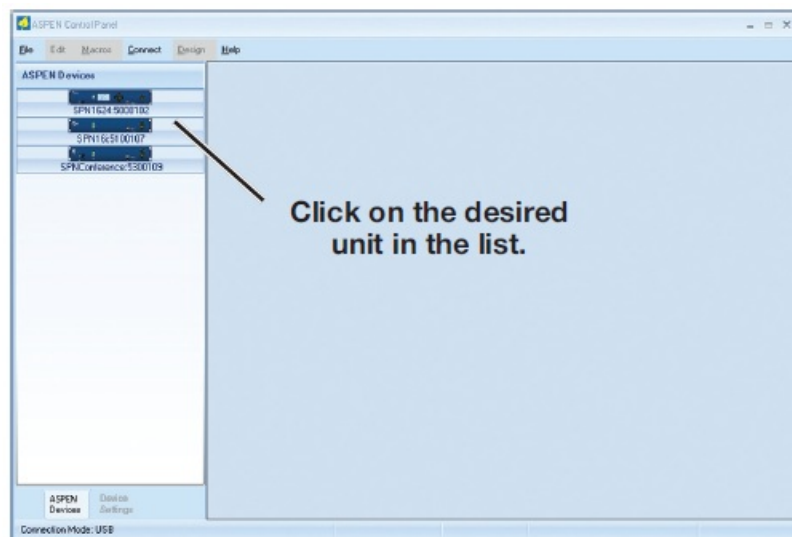 ASPEN Control Panel
File Edit Macros Connect Design Help
ASPEN Devices
SPN1624:5000102
SPN16i:5100107
SPNConference:5300109
Click on the desired
unit in the list.
ASPEN
Devices
Device
Settings
Connection Mode: USB